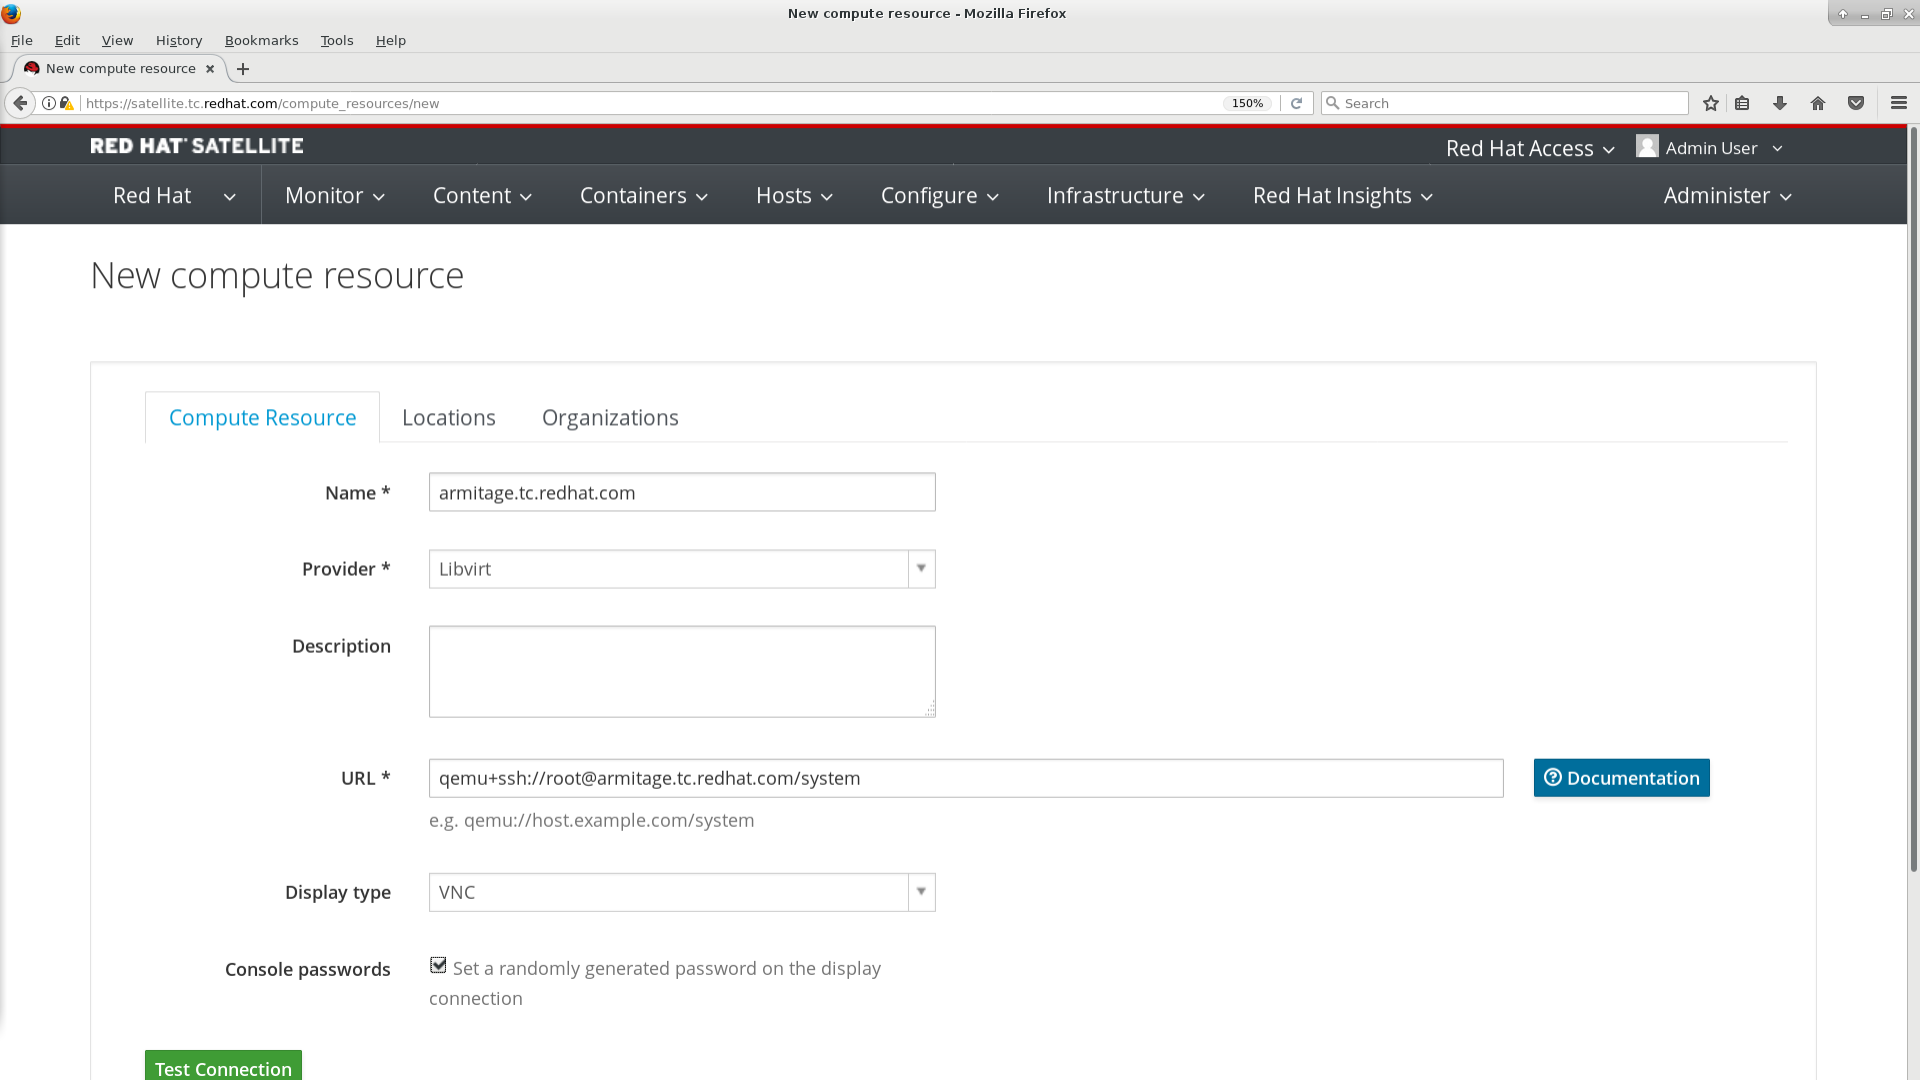 New compute resource - Mozilla Firefox
File Edit View History Bookmarks Tools Help
New compute resource
https://satellite.tc.redhat.com/compute_resources/new 150% Search
RED HAT SATELLITE Red Hat Access Admin User
Red Hat Monitor Content Containers Hosts Configure Infrastructure Red Hat Insights Administer
New compute resource
Compute Resource Locations Organizations
Name * armitage.tc.redhat.com
Provider * Libvirt
Description
URL * qemu+ssh://root@armitage.tc.redhat.com/system Documentation
e.g. qemu://host.example.com/system
Display type VNC
Console passwords Set a randomly generated password on the display
connection
Test Connection